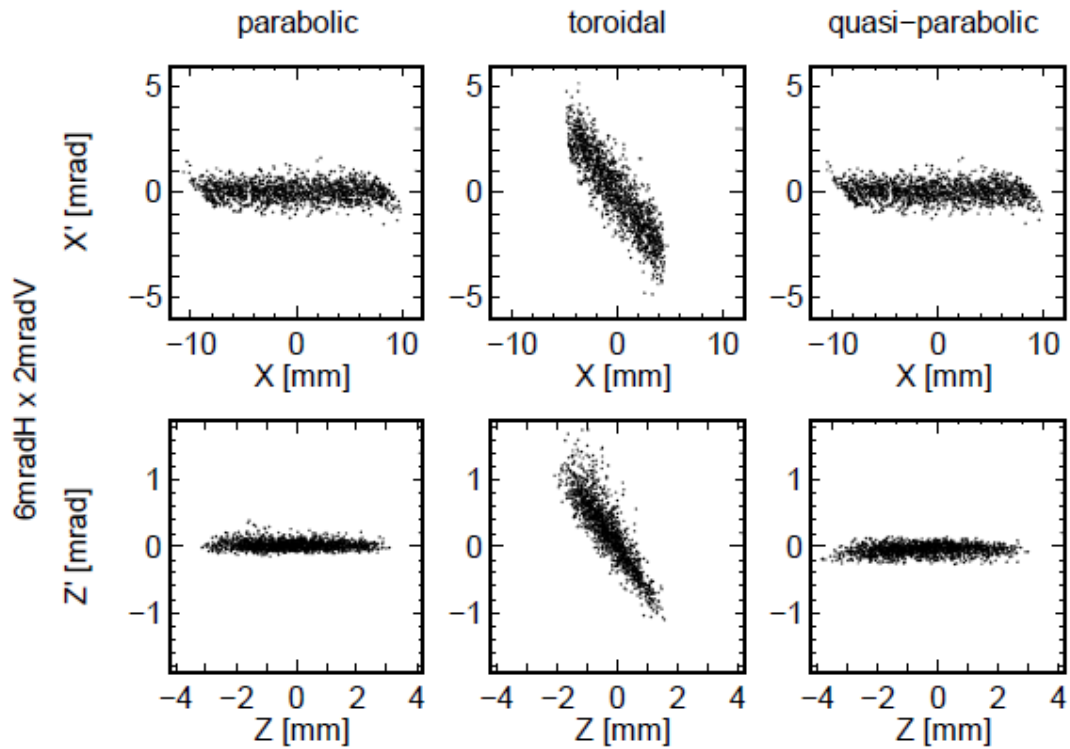 parabolic toroidal quasi−parabolic
6mradH x 2mradV
X' [mrad]
5
0
−5
−10 0 10
X [mm]
5
0
−5
−10 0 10
X [mm]
5
0
−5
−10 0 10
X [mm]
Z' [mrad]
1
0
−1
−4 −2 0 2 4
Z [mm]
1
0
−1
−4 −2 0 2 4
Z [mm]
1
0
−1
−4 −2 0 2 4
Z [mm]